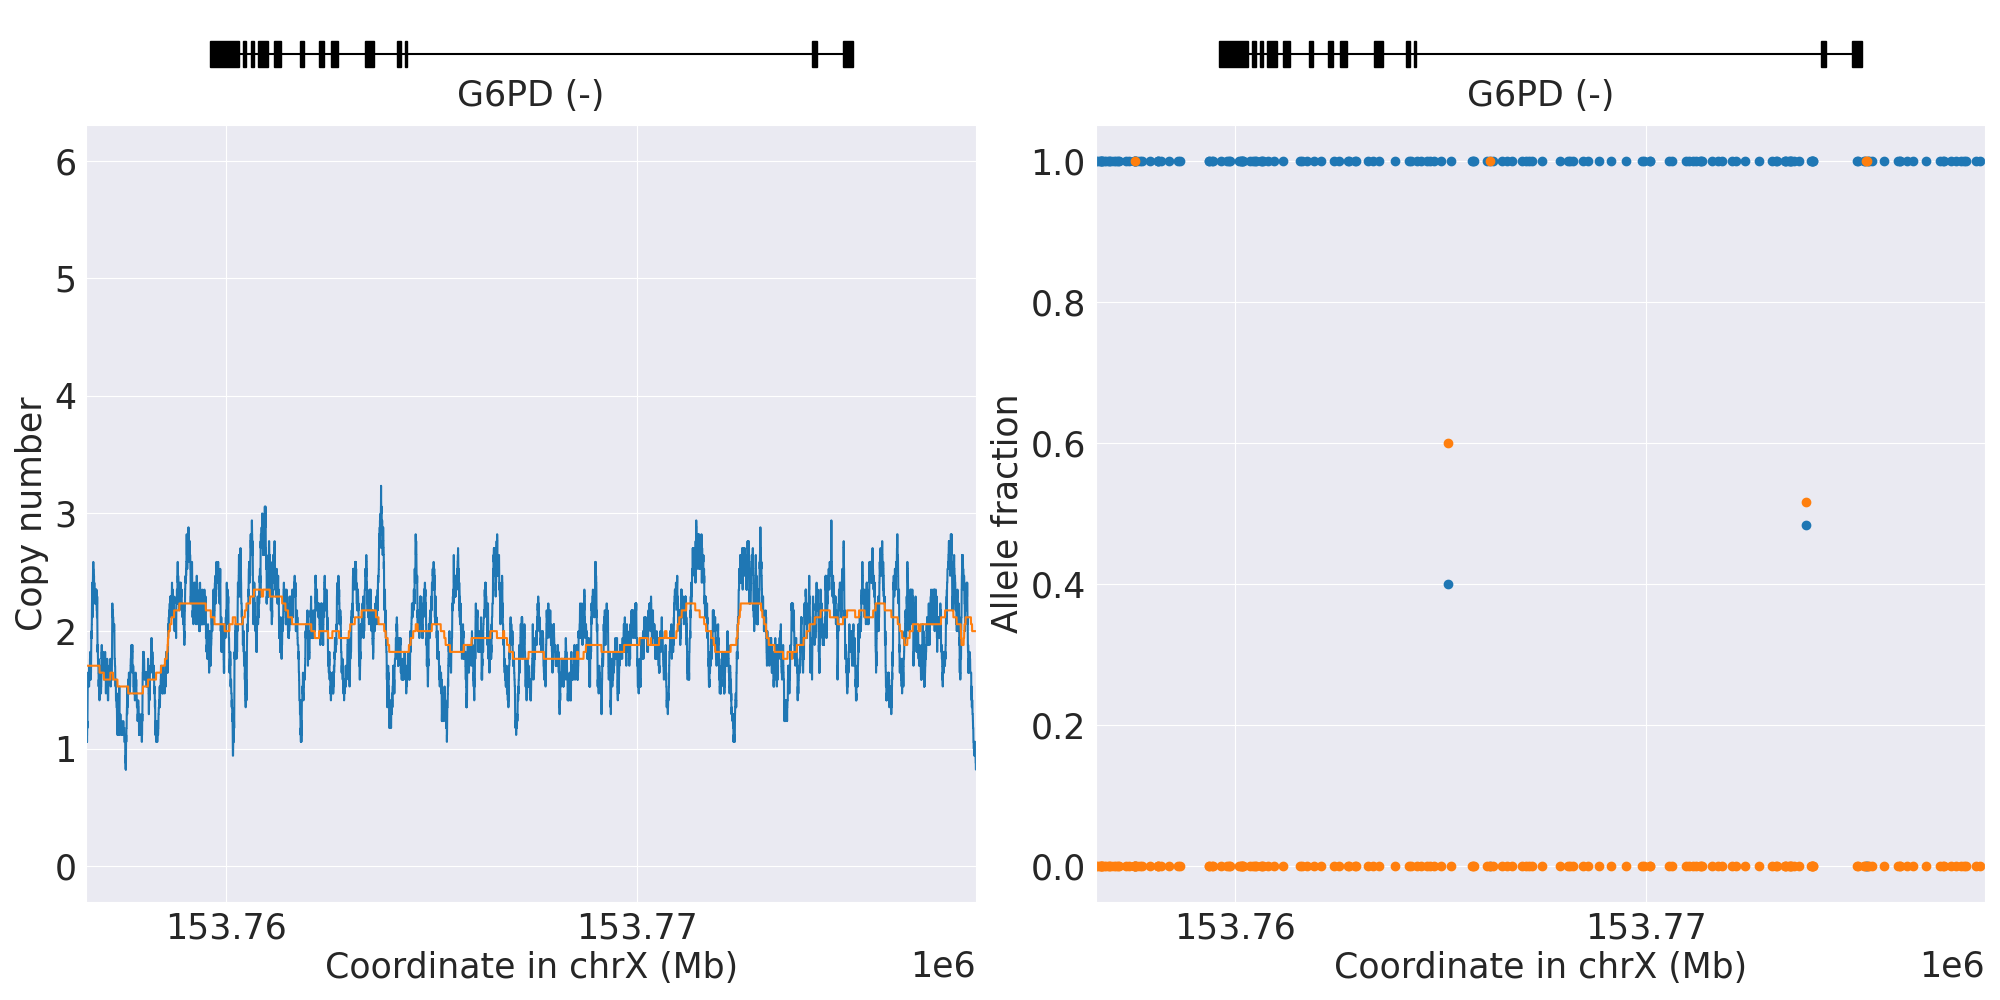 G6PD (-)
6
5
4
3
2
1
0
Copy number
153.76
153.77
Coordinate in chrX (Mb)
1e6
G6PD (-)
1.0
0.8
0.6
0.4
0.2
0.0
Allele fraction
153.76
153.77
Coordinate in chrX (Mb)
1e6